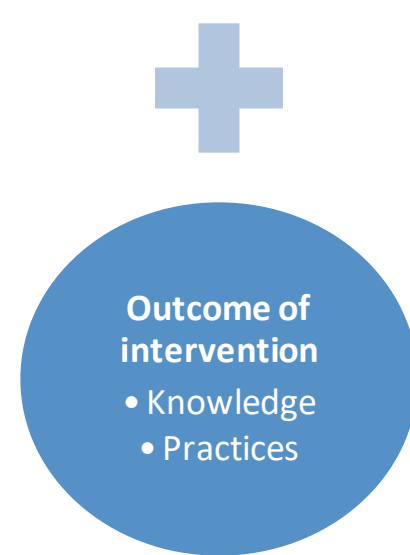 Outcome of
intervention
• Knowledge
• Practices